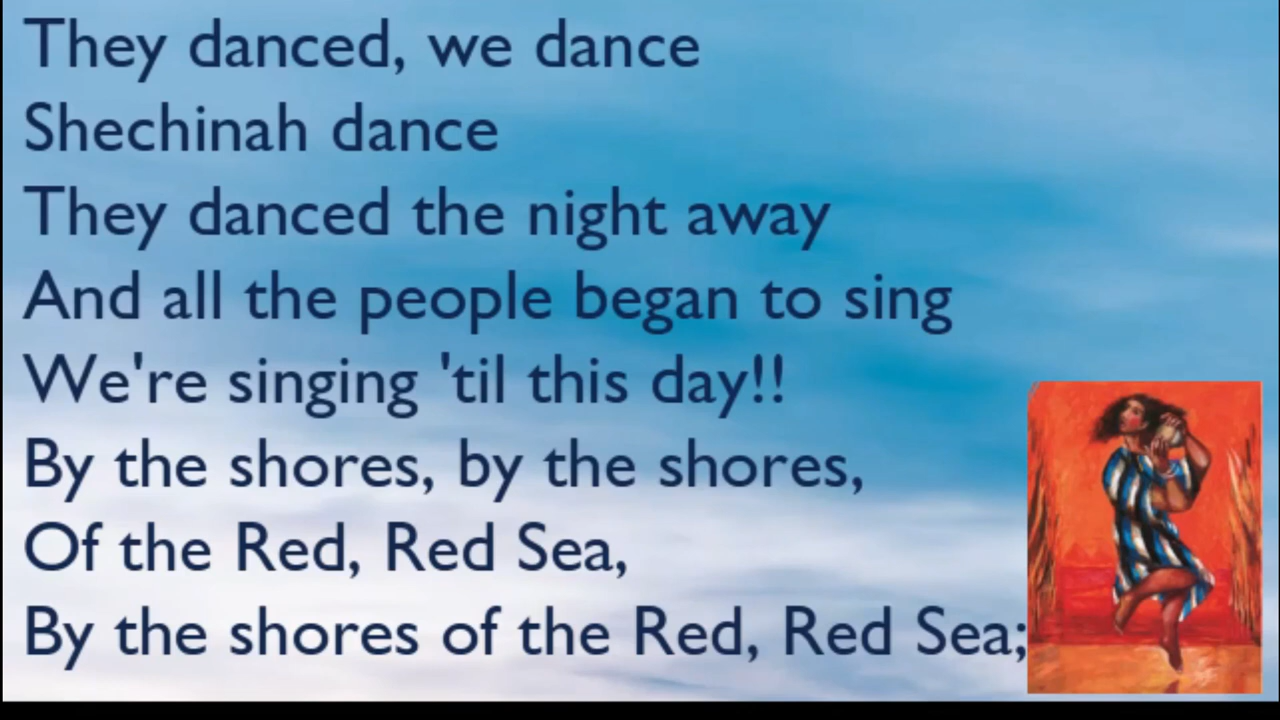 They danced, we dance
Shechinah dance
They danced the night away
And all the people began to sing
We're singing 'til this day!!
By the shores, by the shores,
Of the Red, Red Sea,
By the shores of the Red, Red Sea;